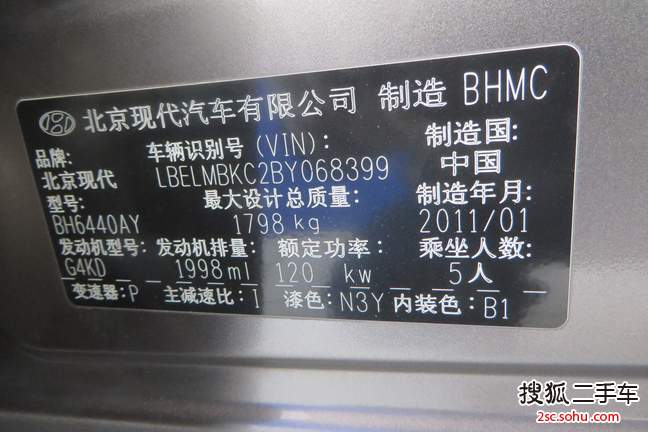 北京现代汽车有限公司 制造 BHMC
品牌: 车辆识别号(VIN): 制造国:
北京现代 LBELMBKC2BY068399 中国
型号: 最大设计总质量: 制造年月:
BH6440AY 1798 kg 2011/01
发动机型号: 发动机排量: 额定功率: 乘坐人数:
G4KD 1998 ml 120 kw 5人
变速器: P 主减速比: I 漆色: N3Y 内装色: B1
搜狐二手车
2sc.sohu.com